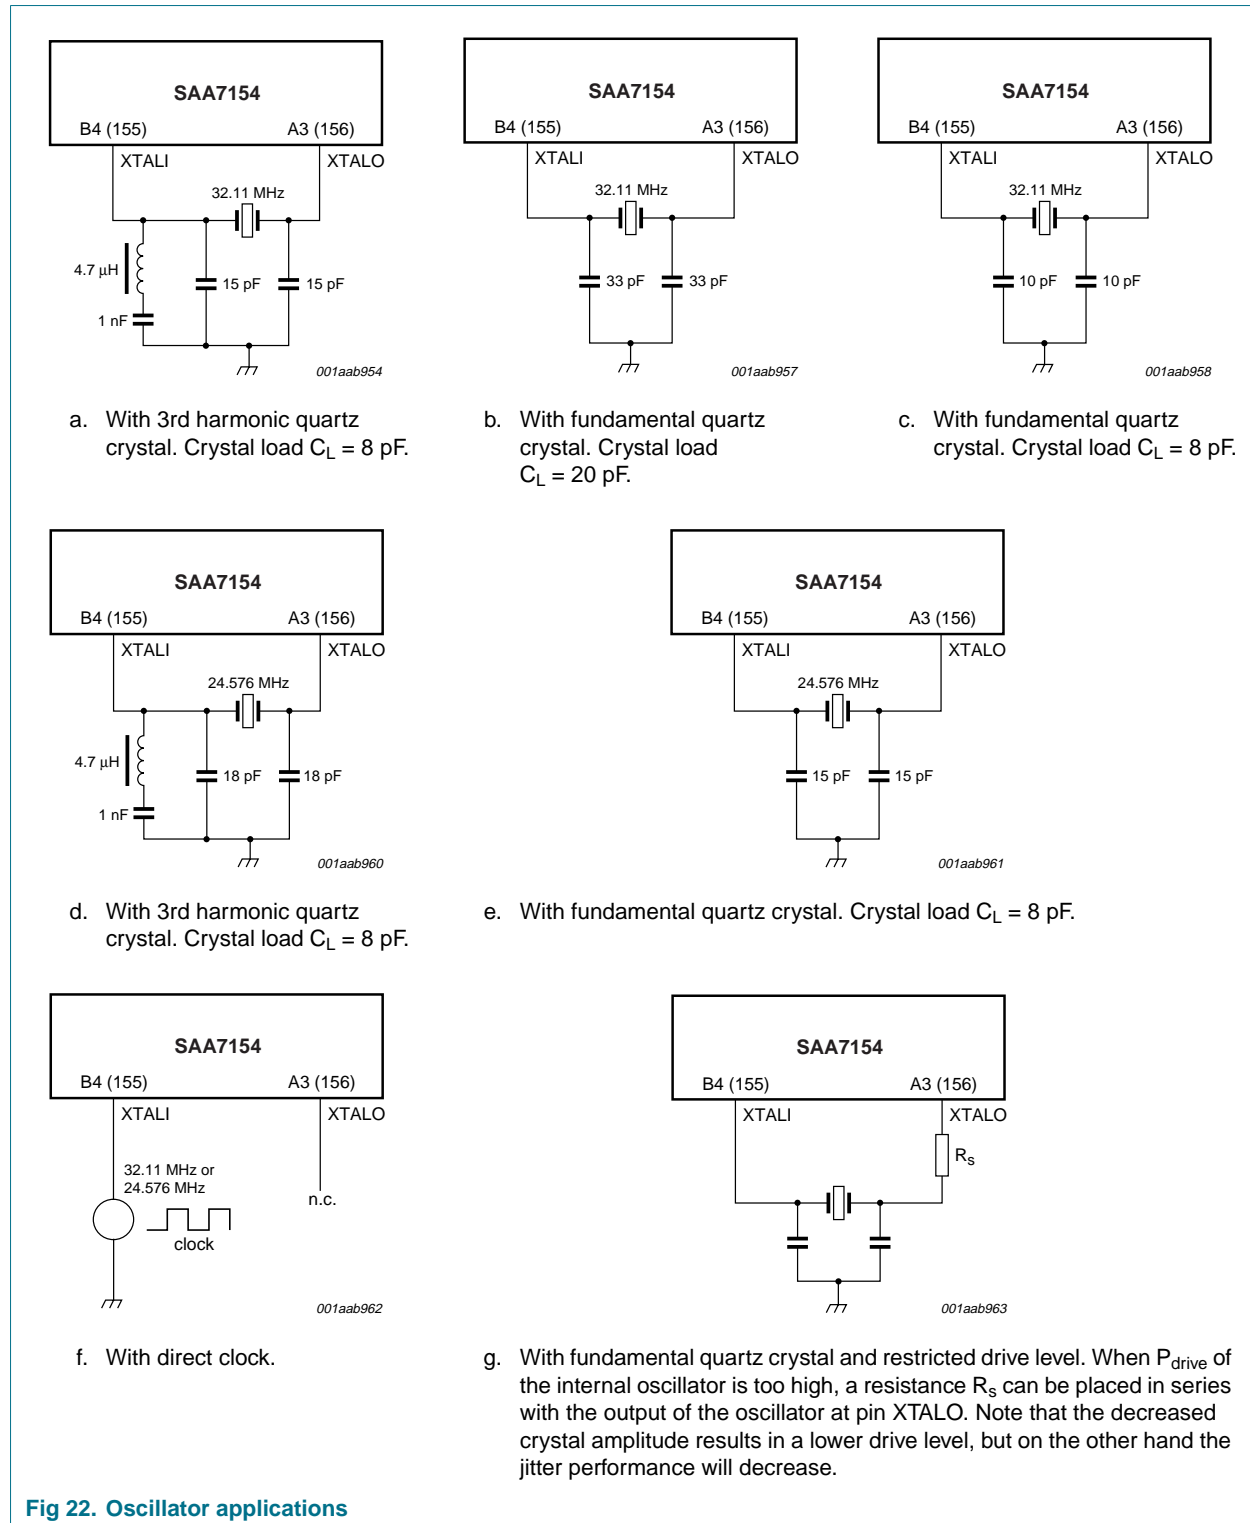 SAA7154
B4 (155) A3 (156)
XTALI XTALO
32.11 MHz
4.7 μH
15 pF 15 pF
1 nF
001aab954
a. With 3rd harmonic quartz
crystal. Crystal load CL = 8 pF.
SAA7154
B4 (155) A3 (156)
XTALI XTALO
32.11 MHz
33 pF 33 pF
001aab957
b. With fundamental quartz
crystal. Crystal load
CL = 20 pF.
SAA7154
B4 (155) A3 (156)
XTALI XTALO
32.11 MHz
10 pF 10 pF
001aab958
c. With fundamental quartz
crystal. Crystal load CL = 8 pF.
SAA7154
B4 (155) A3 (156)
XTALI XTALO
24.576 MHz
4.7 μH
18 pF 18 pF
1 nF
001aab960
d. With 3rd harmonic quartz
crystal. Crystal load CL = 8 pF.
SAA7154
B4 (155) A3 (156)
XTALI XTALO
24.576 MHz
15 pF 15 pF
001aab961
e. With fundamental quartz crystal. Crystal load CL = 8 pF.
SAA7154
B4 (155) A3 (156)
XTALI XTALO
32.11 MHz or
24.576 MHz
n.c.
clock
001aab962
f. With direct clock.
SAA7154
B4 (155) A3 (156)
XTALI XTALO
Rs
001aab963
g. With fundamental quartz crystal and restricted drive level. When Pdrive of
the internal oscillator is too high, a resistance Rs can be placed in series
with the output of the oscillator at pin XTALO. Note that the decreased
crystal amplitude results in a lower drive level, but on the other hand the
jitter performance will decrease.
Fig 22. Oscillator applications